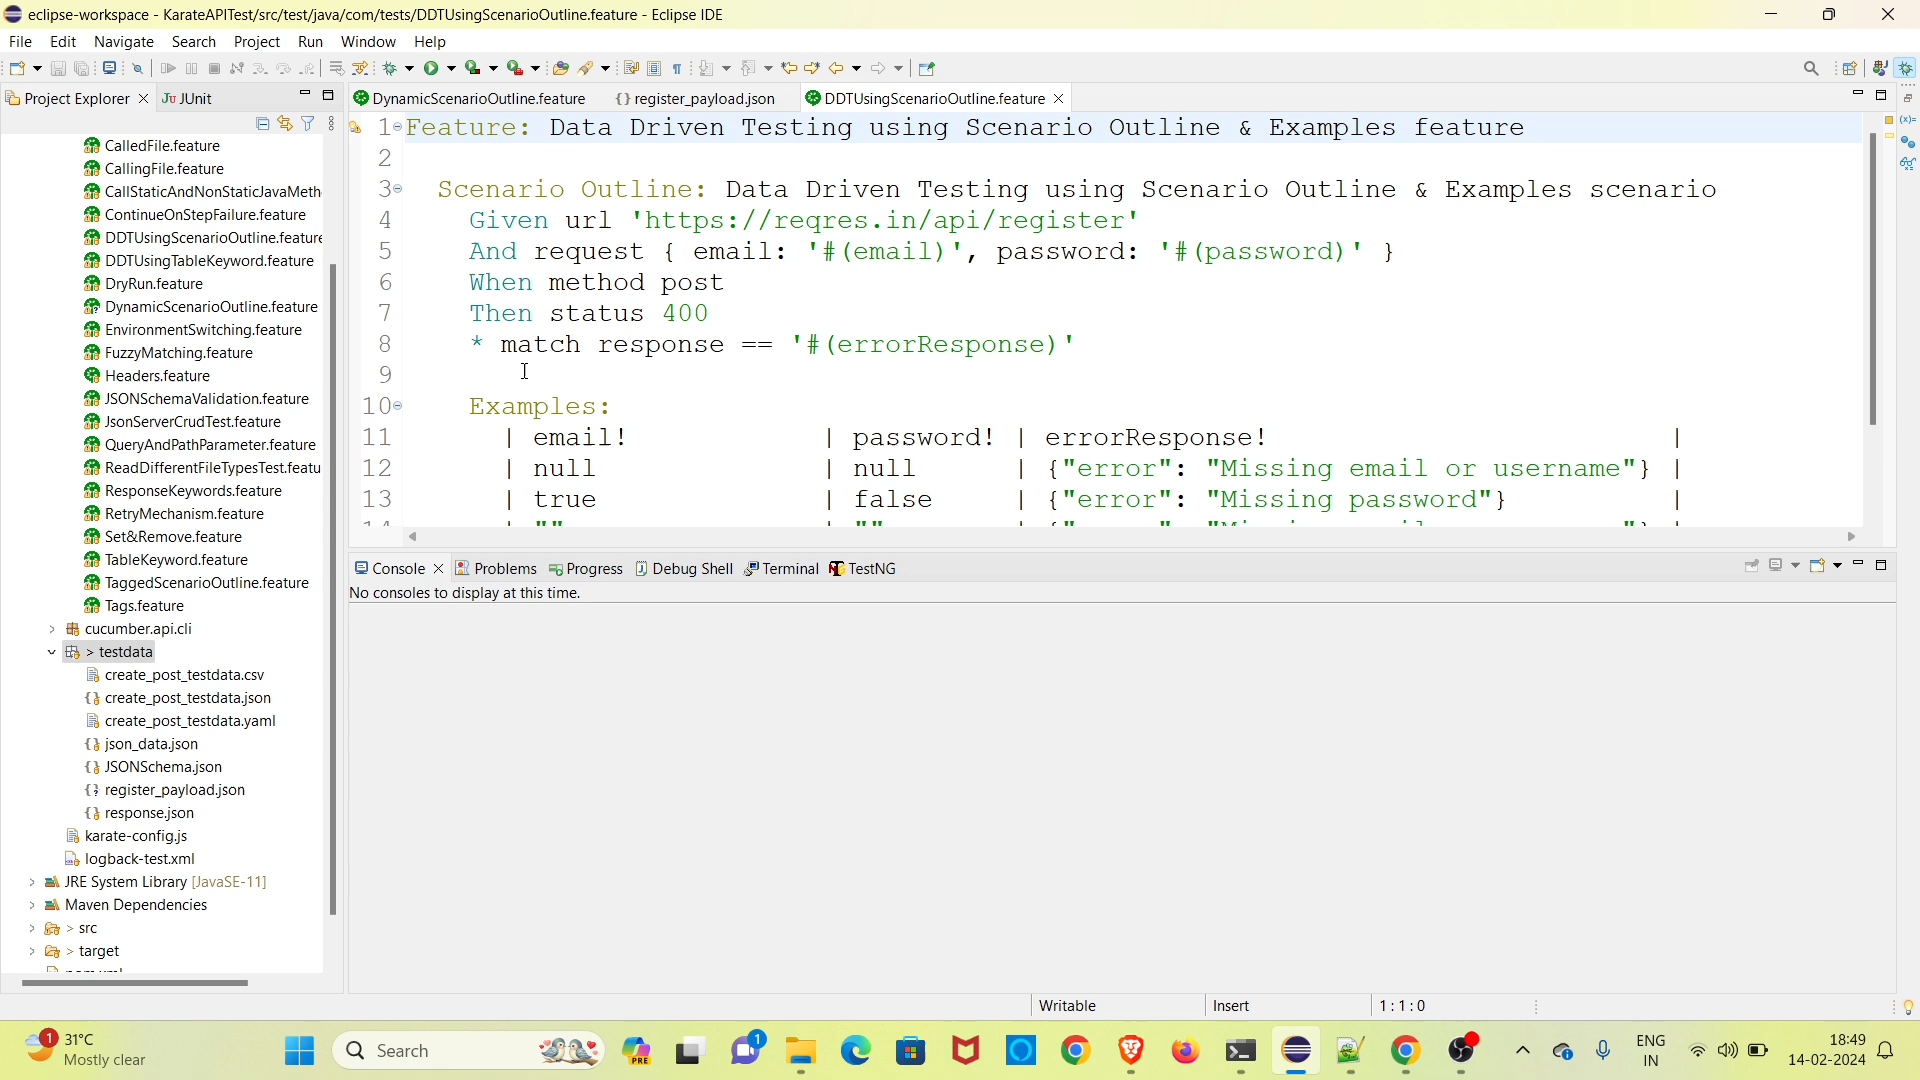 eclipse-workspace - KarateAPITest/src/test/java/com/tests/DDTUsingScenarioOutline.feature - Eclipse IDE
File Edit Navigate Search Project Run Window Help
Project Explorer JUnit
CalledFile.feature
CallingFile.feature
CallStaticAndNonStaticJavaMeth
ContinueOnStepFailure.feature
DDTUsingScenarioOutline.feature
DDTUsingTableKeyword.feature
DryRun.feature
DynamicScenarioOutline.feature
EnvironmentSwitching.feature
FuzzyMatching.feature
Headers.feature
JSONSchemaValidation.feature
JsonServerCrudTest.feature
QueryAndPathParameter.feature
ReadDifferentFileTypesTest.featu
ResponseKeywords.feature
RetryMechanism.feature
Set&Remove.feature
TableKeyword.feature
TaggedScenarioOutline.feature
Tags.feature
cucumber.api.cli
> testdata
create_post_testdata.csv
create_post_testdata.json
create_post_testdata.yaml
json_data.json
JSONSchema.json
register_payload.json
response.json
karate-config.js
logback-test.xml
JRE System Library [JavaSE-11]
Maven Dependencies
> src
> target
DynamicScenarioOutline.feature register_payload.json DDTUsingScenarioOutline.feature
1 Feature: Data Driven Testing using Scenario Outline & Examples feature
2
3 Scenario Outline: Data Driven Testing using Scenario Outline & Examples scenario
4 Given url 'https://reqres.in/api/register'
5 And request { email: '#(email)', password: '#(password)' }
6 When method post
7 Then status 400
8 * match response == '#(errorResponse)'
9
10 Examples:
11 | email! | password! | errorResponse! |
12 | null | null | {"error": "Missing email or username"} |
13 | true | false | {"error": "Missing password"} |
Console Problems Progress Debug Shell Terminal TestNG
No consoles to display at this time.
Writable Insert 1:1:0
1 31°C
Mostly clear
Search
PRE
1
ENG
IN
18:49
14-02-2024